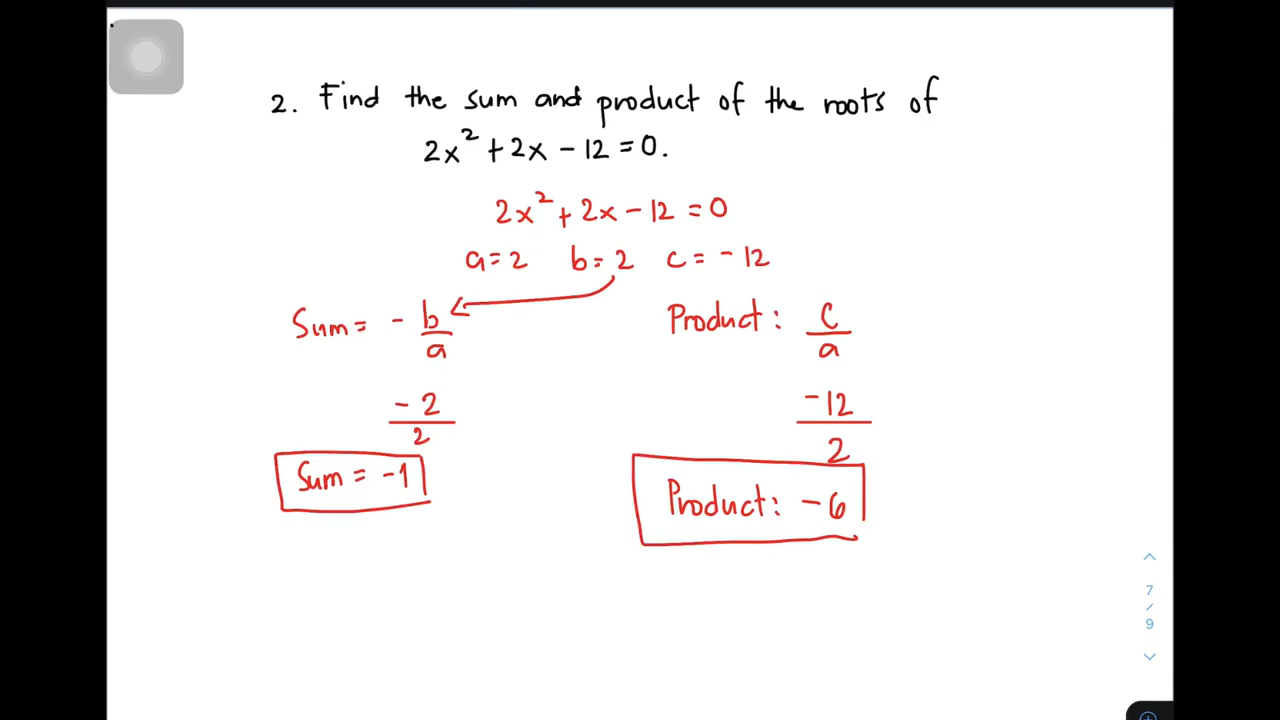 2. Find the sum and product of the roots of
2x² + 2x - 12 = 0.
2x² + 2x - 12 = 0
a = 2 b = 2 c = -12
Sum = - b/a
Product: c/a
-2/2
-12/2
Sum = -1
Product: -6
7
/
9